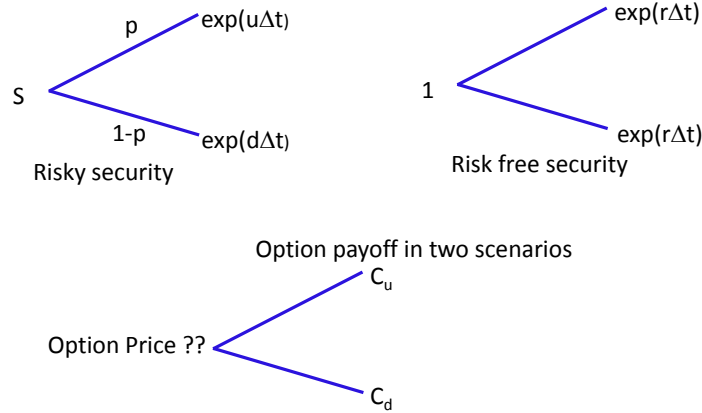 p
exp(uΔt)
S
1-p
exp(dΔt)
Risky security
exp(rΔt)
1
exp(rΔt)
Risk free security
Option payoff in two scenarios
Cu
Option Price ??
Cd